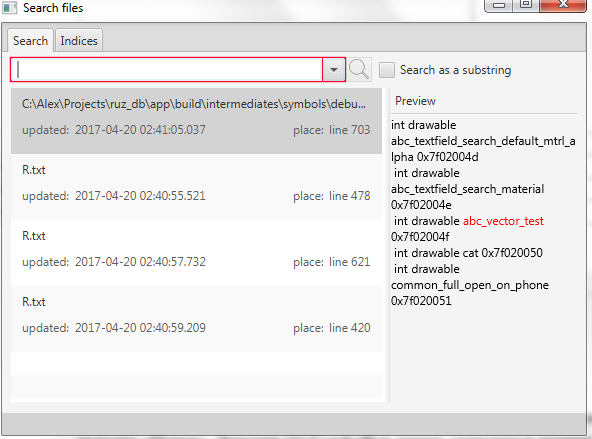 Search files
Search Indices
Search as a substring
C:\Alex\Projects\ruz_db\app\build\intermediates\symbols\debu...
updated: 2017-04-20 02:41:05.037 place: line 703
R.txt
updated: 2017-04-20 02:40:55.521 place: line 478
R.txt
updated: 2017-04-20 02:40:57.732 place: line 621
R.txt
updated: 2017-04-20 02:40:59.209 place: line 420
Preview
int drawable
abc_textfield_search_default_mtrl_a
lpha 0x7f02004d
int drawable
abc_textfield_search_material
0x7f02004e
int drawable abc_vector_test
0x7f02004f
int drawable cat 0x7f020050
int drawable
common_full_open_on_phone
0x7f020051